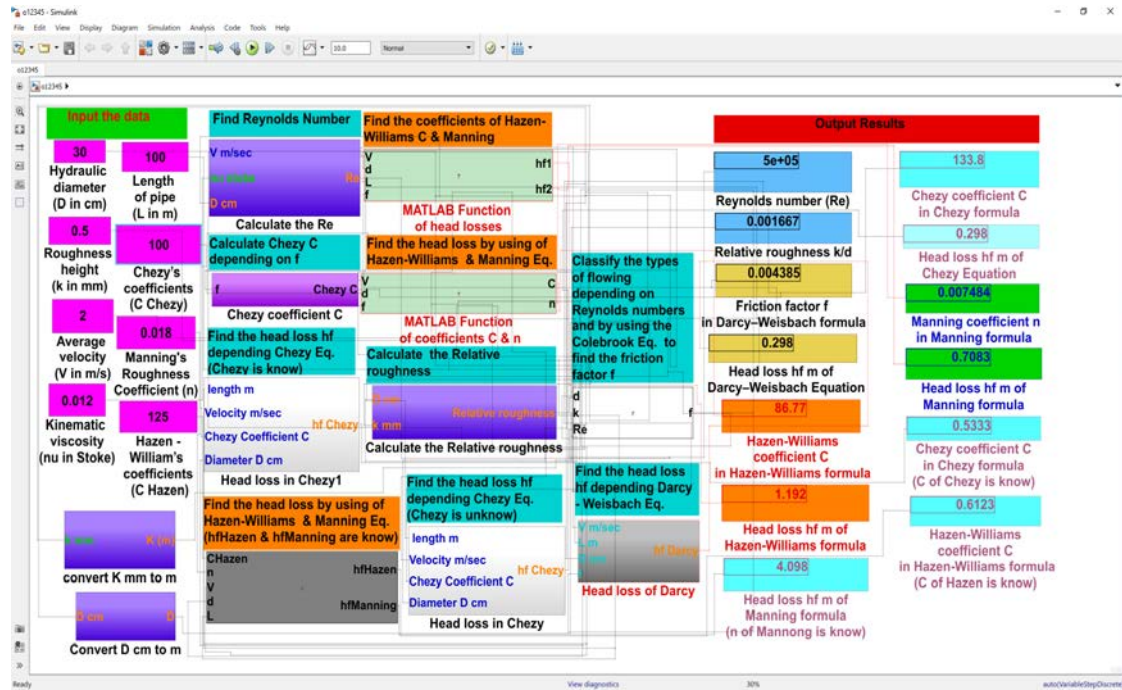 o12345 - Simulink
File Edit View Display Diagram Simulation Analysis Code Tools Help
10.0
Normal
o12345
o12345
Input the data
30
Hydraulic
diameter
(D in cm)
0.5
Roughness
height
(k in mm)
2
Average
velocity
(V in m/s)
0.012
Kinematic
viscosity
(nu in Stoke)
100
Length
of pipe
(L in m)
100
Chezy's
coefficients
(C Chezy)
0.018
Manning's
Roughness
Coefficient (n)
125
Hazen -
William's
coefficients
(C Hazen)
K (m)
convert K mm to m
D cm
D
Convert D cm to m
Find Reynolds Number
V m/sec
Re
D cm
Calculate the Re
Calculate Chezy C
depending on f
f
Chezy C
Chezy coefficient C
Find the head loss hf
depending Chezy Eq.
(Chezy is know)
length m
Velocity m/sec
Chezy Coefficient C
Diameter D cm
hf Chezy
Head loss in Chezy1
Find the head loss by using of
Hazen-Williams & Manning Eq.
(hfHazen & hfManning are know)
CHazen
n
V
d
L
hfHazen
hfManning
Find the coefficients of Hazen-
Williams C & Manning
V
d
L
f
hf1
hf2
MATLAB Function
of head losses
Find the head loss by using of
Hazen-Williams & Manning Eq.
V
d
f
C
n
MATLAB Function
of coefficients C & n
Calculate the Relative
roughness
k mm
Relative roughness
Calculate the Relative roughness
Find the head loss hf
depending Chezy Eq.
(Chezy is unknow)
length m
Velocity m/sec
Chezy Coefficient C
Diameter D cm
hf Chezy
Head loss in Chezy
Classify the types
of flowing
depending on
Reynolds numbers
and by using the
Colebrook Eq. to
find the friction
factor f
d
k
Re
f
Find the head loss
hf depending Darcy
- Weisbach Eq.
V m/sec
L m
hf Darcy
Head loss of Darcy
Output Results
5e+05
Reynolds number (Re)
0.001667
Relative roughness k/d
0.004385
Friction factor f
in Darcy–Weisbach formula
0.298
Head loss hf m of
Darcy–Weisbach Equation
86.77
Hazen-Williams
coefficient C
in Hazen-Williams formula
1.192
Head loss hf m of
Hazen-Williams formula
4.098
Head loss hf m of
Manning formula
(n of Mannong is know)
133.8
Chezy coefficient C
in Chezy formula
0.298
Head loss hf m of
Chezy Equation
0.007484
Manning coefficient n
in Manning formula
0.7083
Head loss hf m of
Manning formula
0.5333
Chezy coefficient C
in Chezy formula
(C of Chezy is know)
0.6123
Hazen-Williams
coefficient C
in Hazen-Williams formula
(C of Hazen is know)
Ready
View diagnostics
30%
auto(VariableStepDiscrete)